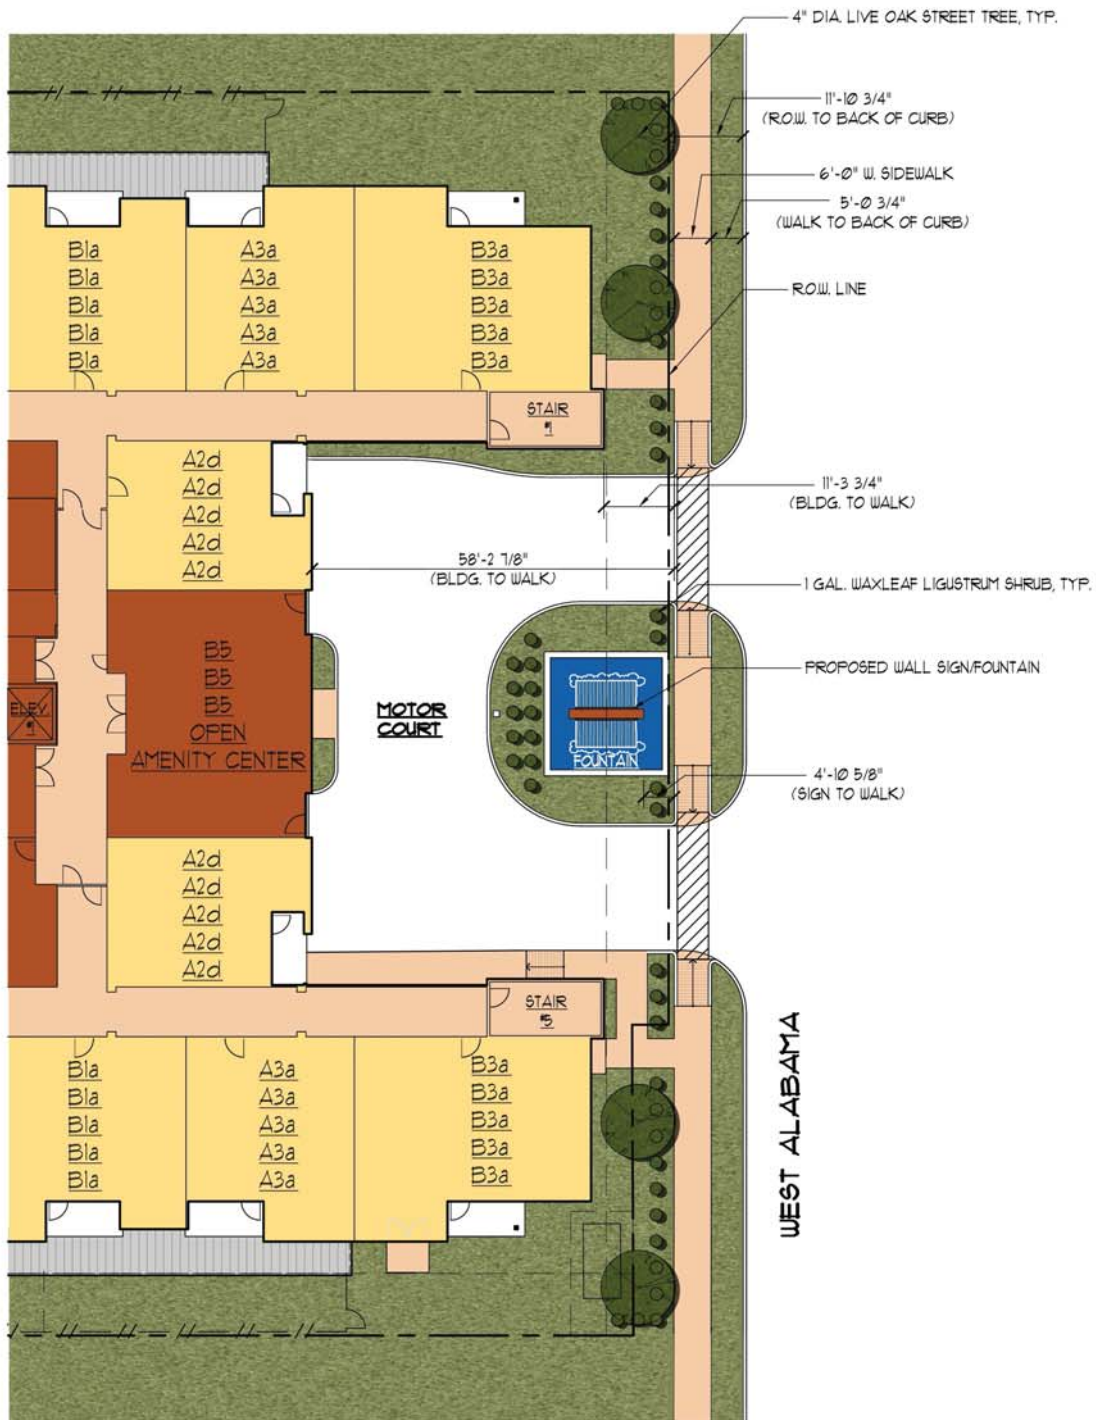 4" DIA. LIVE OAK STREET TREE, TYP.
11'-10 3/4"
(R.O.W. TO BACK OF CURB)
6'-0" W. SIDEWALK
5'-0 3/4"
(WALK TO BACK OF CURB)
R.O.W. LINE
B1a
B1a
B1a
B1a
B1a
A3a
A3a
A3a
A3a
A3a
B3a
B3a
B3a
B3a
B3a
STAIR
#1
A2d
A2d
A2d
A2d
A2d
11'-3 3/4"
(BLDG. TO WALK)
58'-2 7/8"
(BLDG. TO WALK)
1 GAL. WAXLEAF LIGUSTRUM SHRUB, TYP.
B5
B5
B5
OPEN
AMENITY CENTER
ELEV.
#1
MOTOR
COURT
PROPOSED WALL SIGN/FOUNTAIN
FOUNTAIN
4'-10 5/8"
(SIGN TO WALK)
A2d
A2d
A2d
A2d
A2d
STAIR
#5
B1a
B1a
B1a
B1a
B1a
A3a
A3a
A3a
A3a
A3a
B3a
B3a
B3a
B3a
B3a
WEST ALABAMA